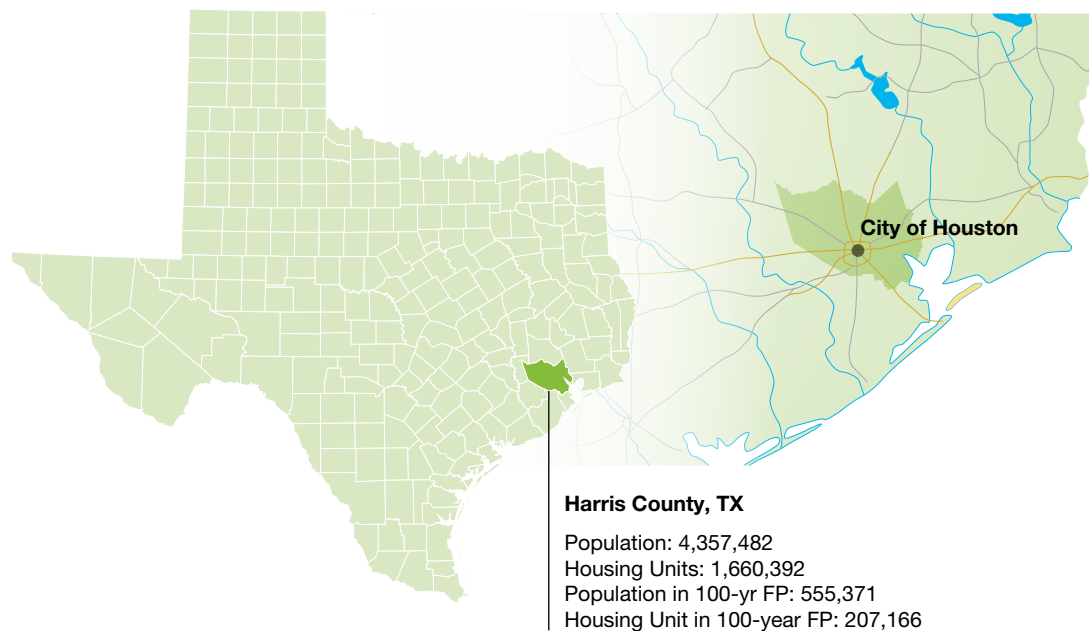 City of Houston
Harris County, TX
Population: 4,357,482
Housing Units: 1,660,392
Population in 100-yr FP: 555,371
Housing Unit in 100-year FP: 207,166